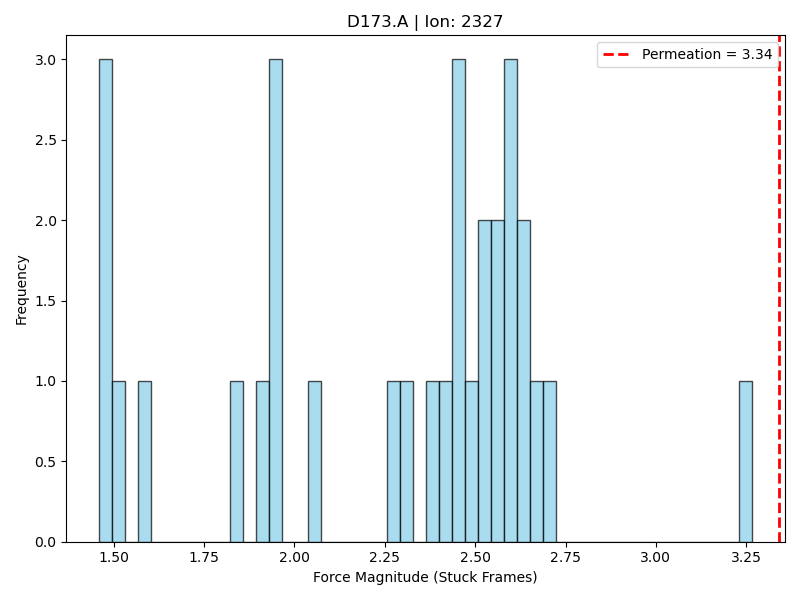 D173.A | Ion: 2327
Permeation = 3.34
Frequency
3.0
2.5
2.0
1.5
1.0
0.5
0.0
1.50 1.75 2.00 2.25 2.50 2.75 3.00 3.25
Force Magnitude (Stuck Frames)